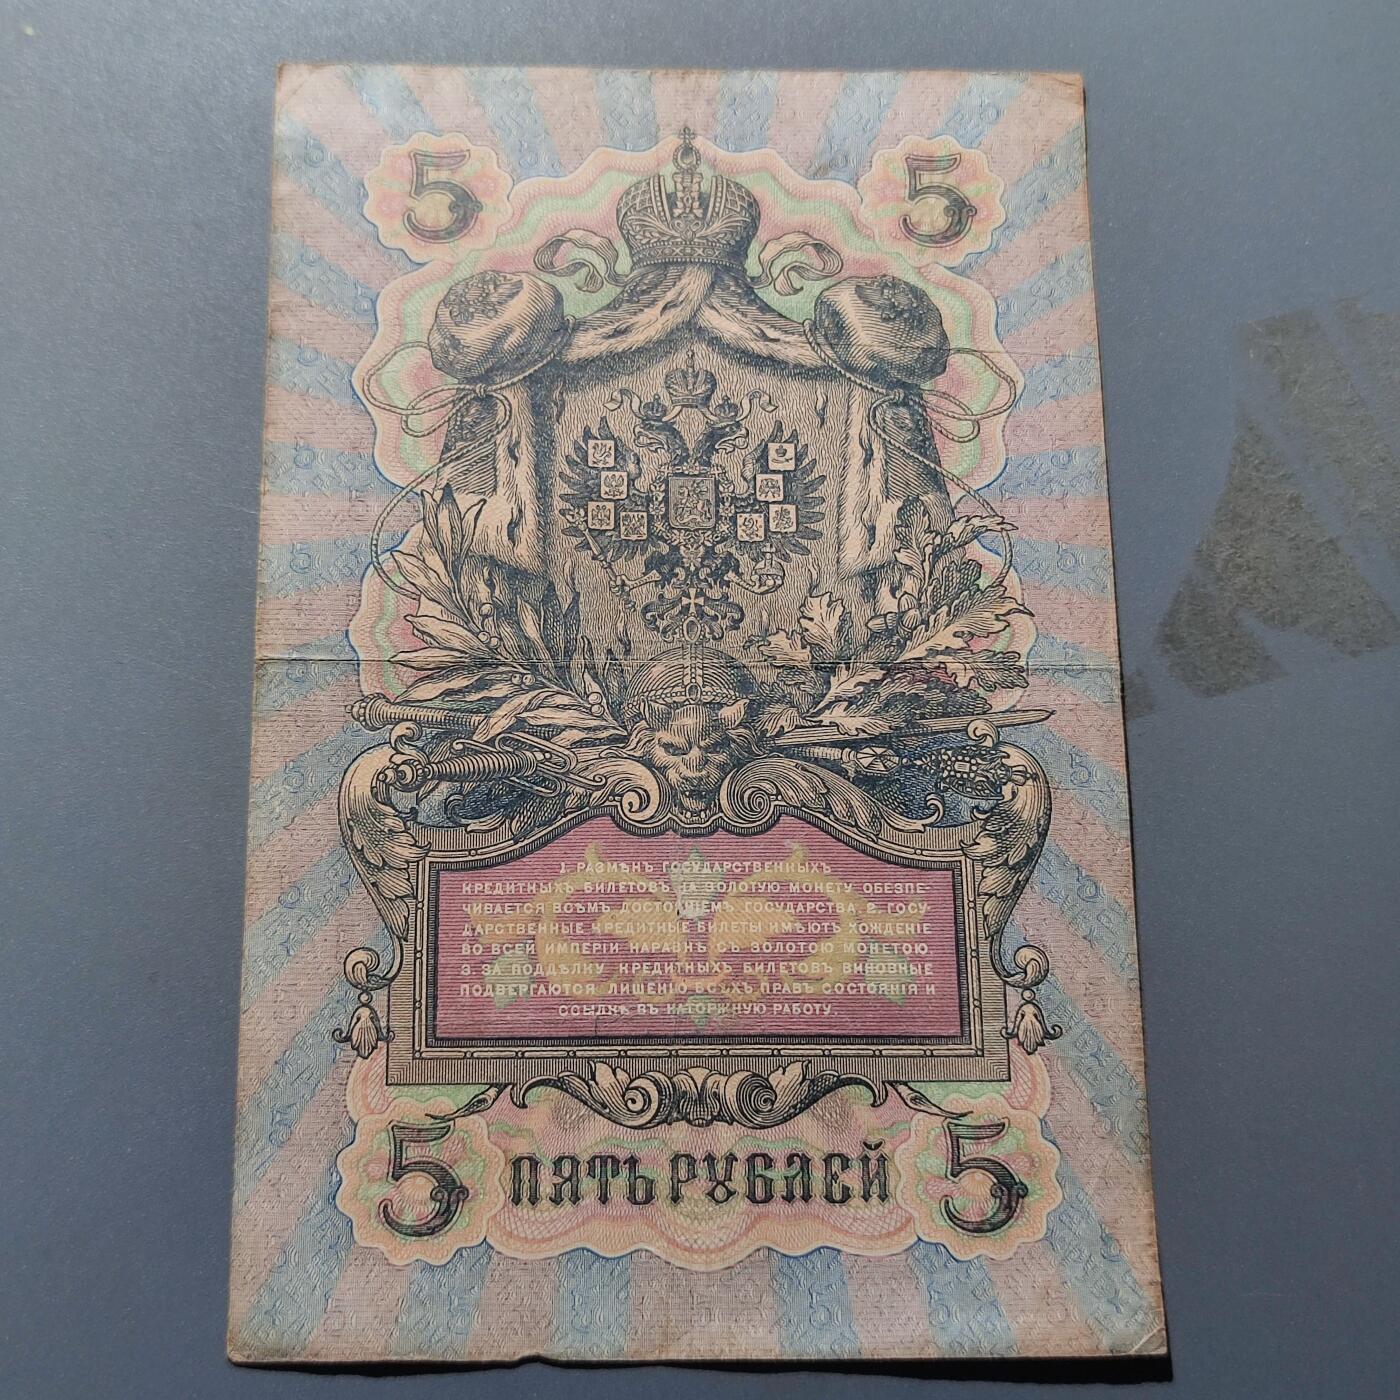 5 5
1. РАЗМѢНЪ ГОСУДАРСТВЕННЫХЪ
КРЕДИТНЫХЪ БИЛЕТОВЪ ЗА ЗОЛОТУЮ МОНЕТУ ОБЕЗПЕ-
ЧИВАЕТСЯ ВСѢМЪ ДОСТОЯНІЕМЪ ГОСУДАРСТВА. 2. ГОСУ-
ДАРСТВЕННЫЕ КРЕДИТНЫЕ БИЛЕТЫ ИМѢЮТЪ ХОЖДЕНІЕ
ВО ВСЕЙ ИМПЕРІИ НАРАВНѢ СЪ ЗОЛОТОЮ МОНЕТОЮ
3. ЗА ПОДДѢЛКУ КРЕДИТНЫХЪ БИЛЕТОВЪ ВИНОВНЫЕ
ПОДВЕРГАЮТСЯ ЛИШЕНІЮ ВСѢХЪ ПРАВЪ СОСТОЯНІЯ И
ССЫЛКѢ ВЪ КАТОРЖНУЮ РАБОТУ.
5 ПЯТЬ РУБЛЕЙ 5